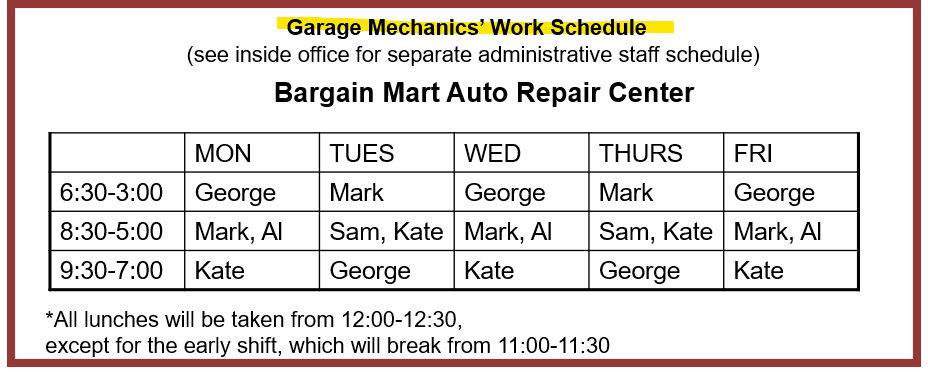 Garage Mechanics' Work Schedule
(see inside office for separate administrative staff schedule)
Bargain Mart Auto Repair Center
MON TUES WED THURS FRI
6:30-3:00 George Mark George Mark George
8:30-5:00 Mark, Al Sam, Kate Mark, Al Sam, Kate Mark, Al
9:30-7:00 Kate George Kate George Kate
*All lunches will be taken from 12:00-12:30,
except for the early shift, which will break from 11:00-11:30